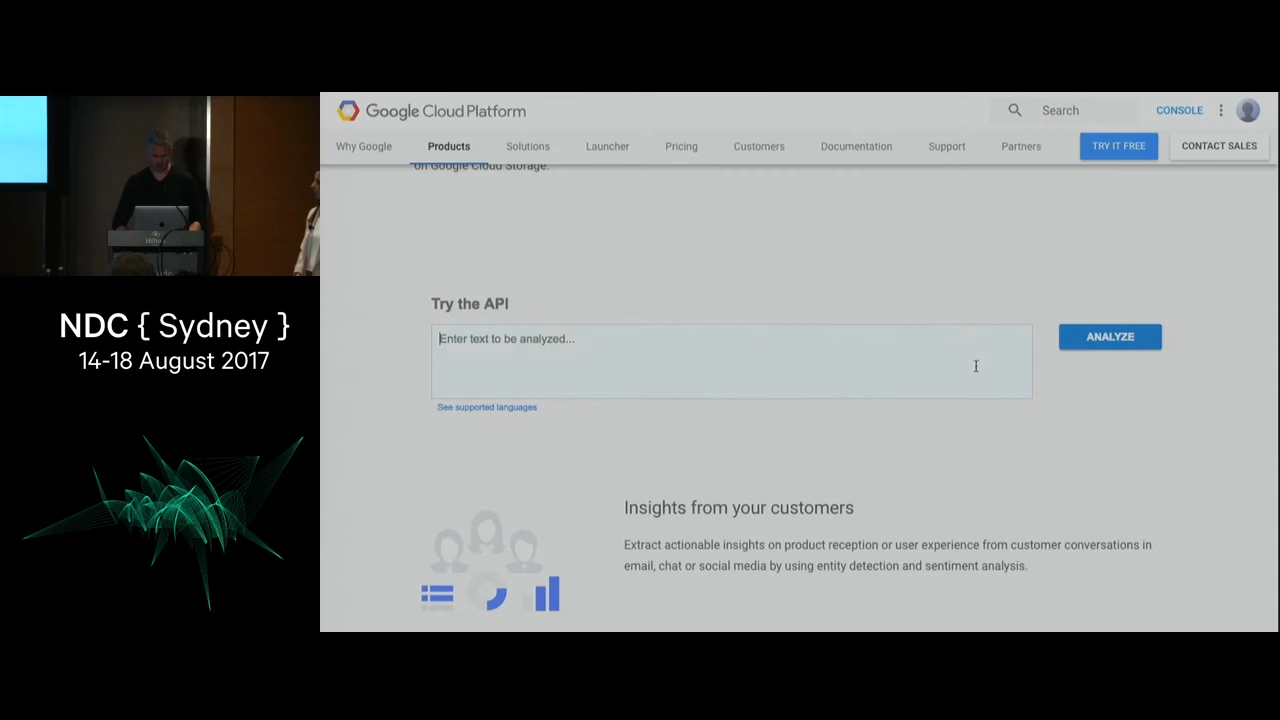 Hilton
NDC { Sydney }
14-18 August 2017
Google Cloud Platform
Search
CONSOLE
Why Google
Products
Solutions
Launcher
Pricing
Customers
Documentation
Support
Partners
TRY IT FREE
CONTACT SALES
on Google Cloud Storage.
Try the API
Enter text to be analyzed...
ANALYZE
See supported languages
Insights from your customers
Extract actionable insights on product reception or user experience from customer conversations in
email, chat or social media by using entity detection and sentiment analysis.